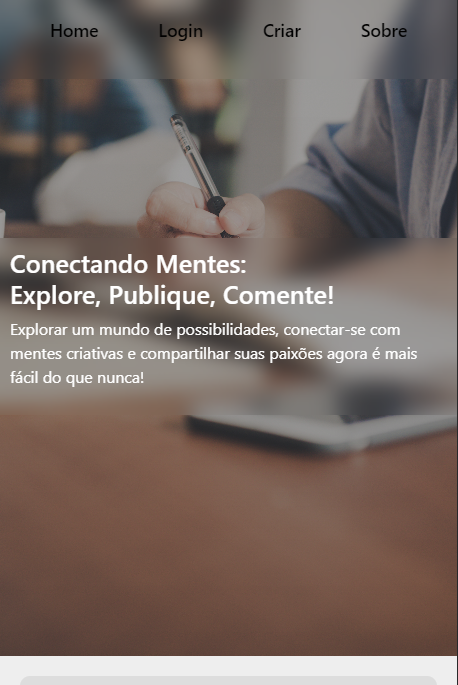 Home Login Criar Sobre
Conectando Mentes:
Explore, Publique, Comente!
Explorar um mundo de possibilidades, conectar-se com
mentes criativas e compartilhar suas paixões agora é mais
fácil do que nunca!